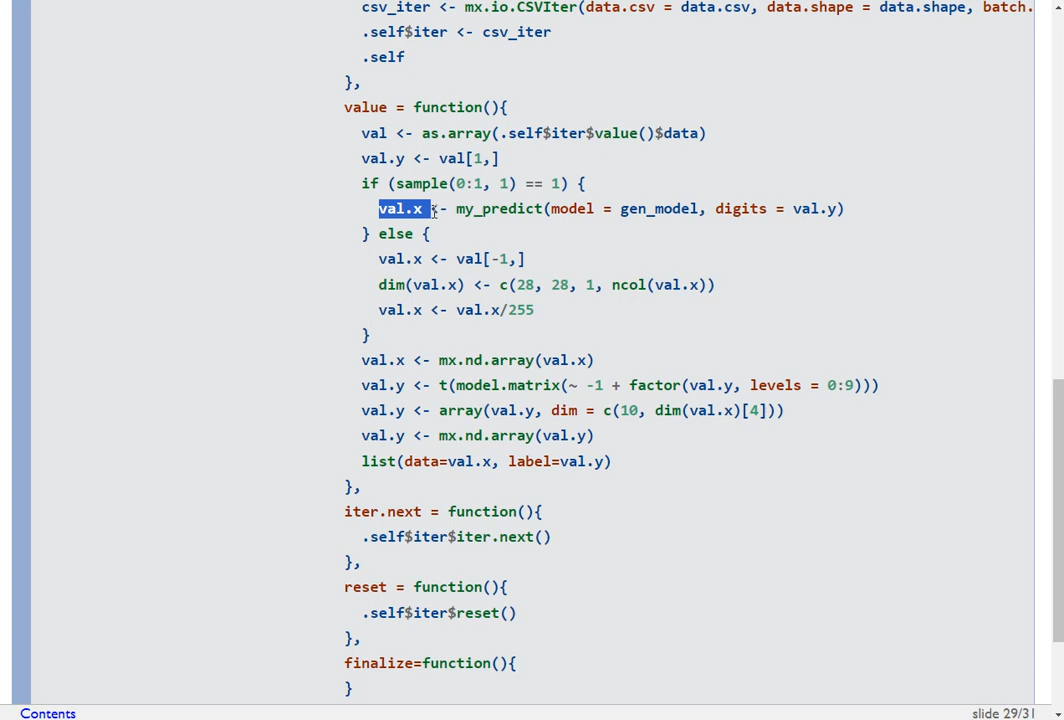 csv_iter <- mx.io.CSVIter(data.csv = data.csv, data.shape = data.shape, batch.
.self$iter <- csv_iter
.self
},
value = function(){
val <- as.array(.self$iter$value()$data)
val.y <- val[1,]
if (sample(0:1, 1) == 1) {
val.x <- my_predict(model = gen_model, digits = val.y)
} else {
val.x <- val[-1,]
dim(val.x) <- c(28, 28, 1, ncol(val.x))
val.x <- val.x/255
}
val.x <- mx.nd.array(val.x)
val.y <- t(model.matrix(~ -1 + factor(val.y, levels = 0:9)))
val.y <- array(val.y, dim = c(10, dim(val.x)[4]))
val.y <- mx.nd.array(val.y)
list(data=val.x, label=val.y)
},
iter.next = function(){
.self$iter$iter.next()
},
reset = function(){
.self$iter$reset()
},
finalize=function(){
}
Contents slide 29/31